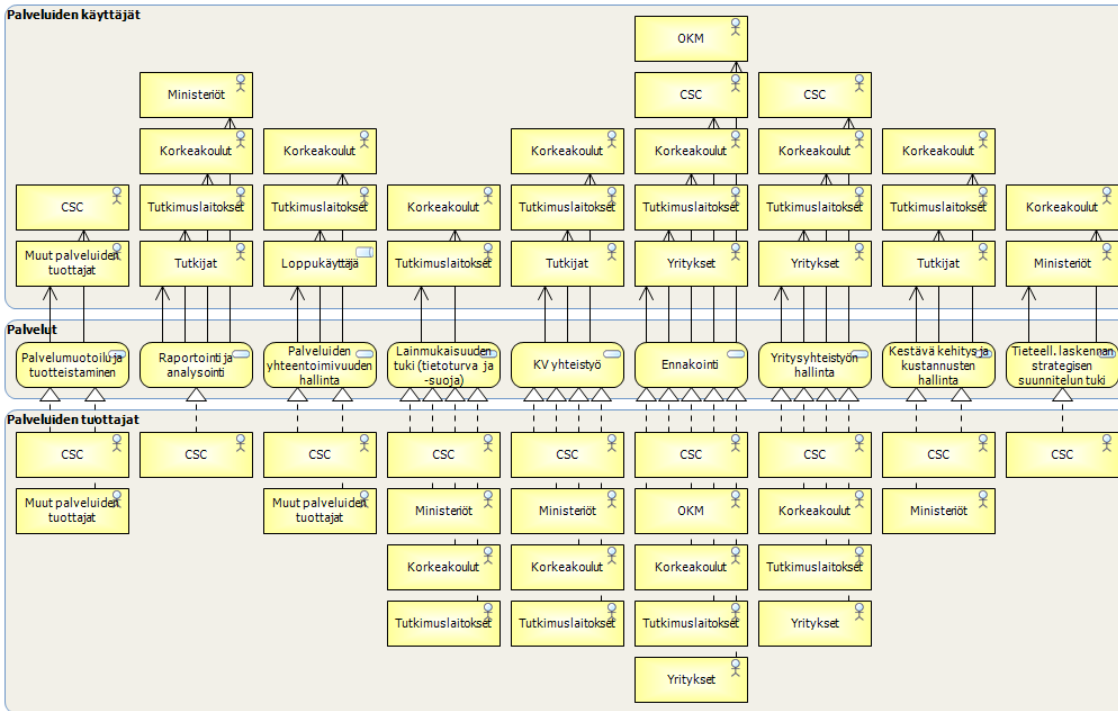 Palveluiden käyttäjät
OKM
Ministeriöt
CSC
CSC
Korkeakoulut
Korkeakoulut
Korkeakoulut
Korkeakoulut
Korkeakoulut
Korkeakoulut
CSC
Tutkimuslaitokset
Tutkimuslaitokset
Korkeakoulut
Tutkimuslaitokset
Tutkimuslaitokset
Tutkimuslaitokset
Tutkimuslaitokset
Korkeakoulut
Muut palveluiden
tuottajat
Tutkijat
Loppukäyttäjä
Tutkimuslaitokset
Tutkijat
Yritykset
Yritykset
Tutkijat
Ministeriöt
Palvelut
Palvelumuotoilu ja
tuotteistaminen
Raportointi ja
analysointi
Palveluiden
yhteentoimivuuden
hallinta
Lainmukaisuuden
tuki (tietoturva ja
-suoja)
KV yhteistyö
Ennakointi
Yritysyhteistyön
hallinta
Kestävä kehitys ja
kustannusten
hallinta
Tieteell. laskennan
strategisen
suunnitelun tuki
Palveluiden tuottajat
CSC
CSC
CSC
CSC
CSC
CSC
CSC
CSC
CSC
Muut palveluiden
tuottajat
Muut palveluiden
tuottajat
Ministeriöt
Ministeriöt
OKM
Korkeakoulut
Ministeriöt
Korkeakoulut
Korkeakoulut
Korkeakoulut
Tutkimuslaitokset
Tutkimuslaitokset
Tutkimuslaitokset
Tutkimuslaitokset
Yritykset
Yritykset